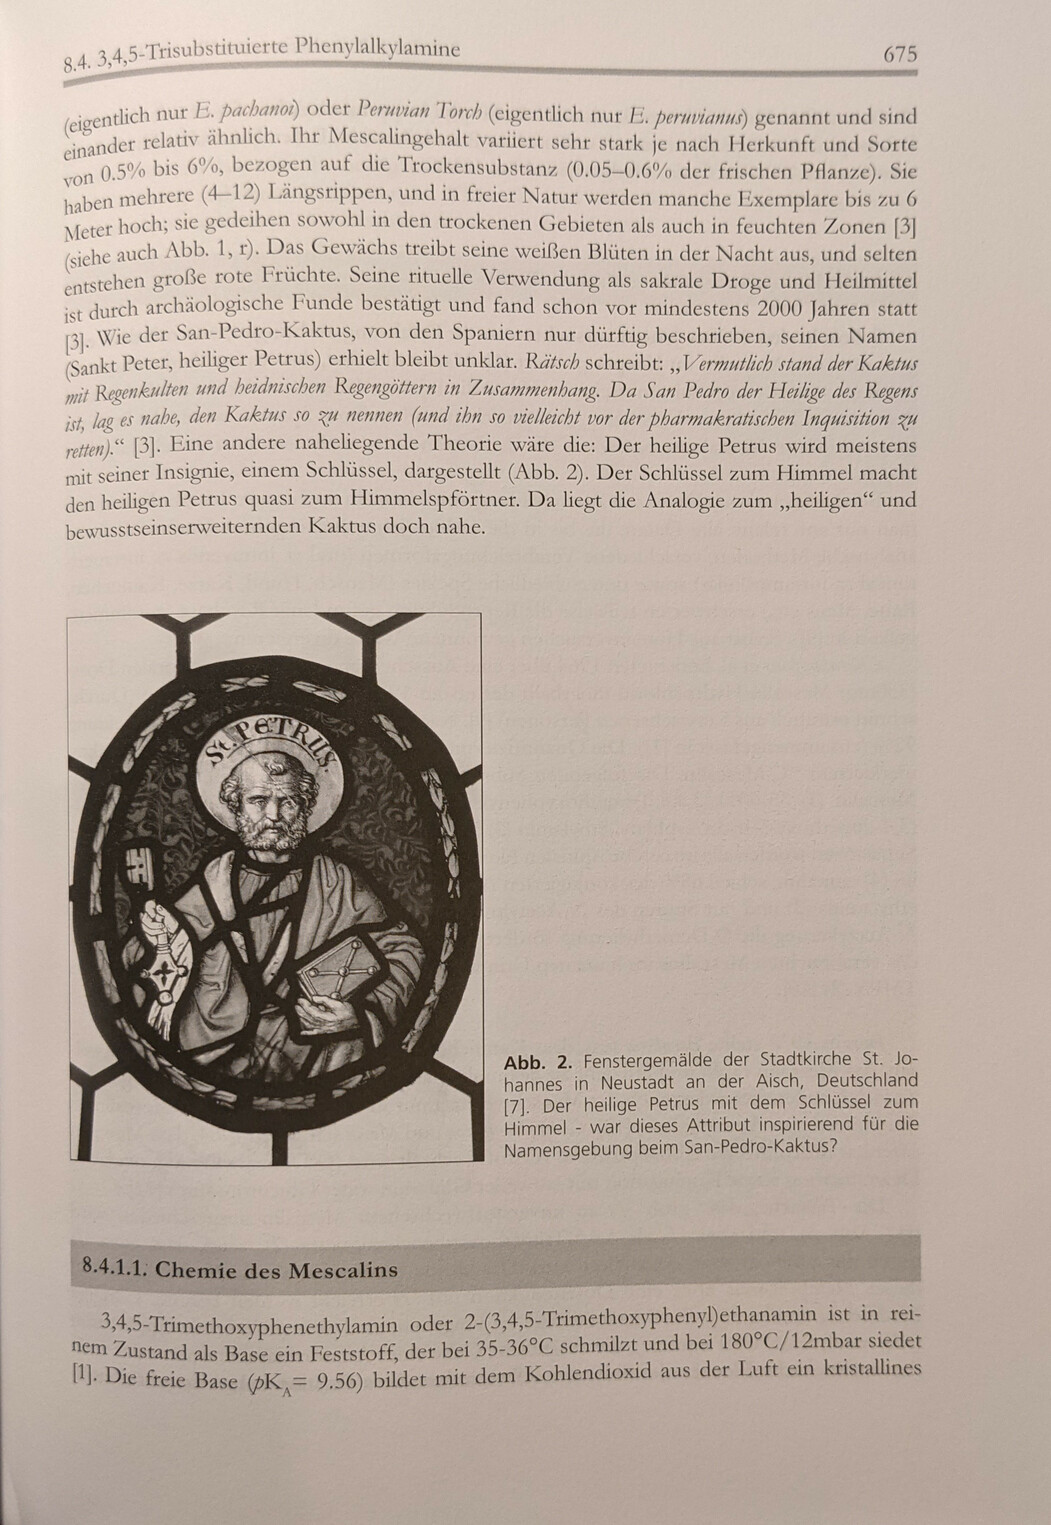 8.4. 3,4,5-Trisubstituierte Phenylalkylamine 675
(eigentlich nur E. pachanoi) oder Peruvian Torch (eigentlich nur E. peruvianus) genannt und sind
einander relativ ähnlich. Ihr Mescalingehalt variiert sehr stark je nach Herkunft und Sorte
von 0.5% bis 6%, bezogen auf die Trockensubstanz (0.05–0.6% der frischen Pflanze). Sie
haben mehrere (4–12) Längsrippen, und in freier Natur werden manche Exemplare bis zu 6
Meter hoch; sie gedeihen sowohl in den trockenen Gebieten als auch in feuchten Zonen [3]
(siehe auch Abb. 1, r). Das Gewächs treibt seine weißen Blüten in der Nacht aus, und selten
entstehen große rote Früchte. Seine rituelle Verwendung als sakrale Droge und Heilmittel
ist durch archäologische Funde bestätigt und fand schon vor mindestens 2000 Jahren statt
[3]. Wie der San-Pedro-Kaktus, von den Spaniern nur dürftig beschrieben, seinen Namen
(Sankt Peter, heiliger Petrus) erhielt bleibt unklar. Rätsch schreibt: „Vermutlich stand der Kaktus
mit Regenkulten und heidnischen Regengöttern in Zusammenhang. Da San Pedro der Heilige des Regens
ist, lag es nahe, den Kaktus so zu nennen (und ihn so vielleicht vor der pharmakratischen Inquisition zu
retten).“ [3]. Eine andere naheliegende Theorie wäre die: Der heilige Petrus wird meistens
mit seiner Insignie, einem Schlüssel, dargestellt (Abb. 2). Der Schlüssel zum Himmel macht
den heiligen Petrus quasi zum Himmelspförtner. Da liegt die Analogie zum „heiligen“ und
bewusstseinserweiternden Kaktus doch nahe.
St. PETRUS.
Abb. 2. Fenstergemälde der Stadtkirche St. Jo-
hannes in Neustadt an der Aisch, Deutschland
[7]. Der heilige Petrus mit dem Schlüssel zum
Himmel - war dieses Attribut inspirierend für die
Namensgebung beim San-Pedro-Kaktus?
8.4.1.1. Chemie des Mescalins
3,4,5-Trimethoxyphenethylamin oder 2-(3,4,5-Trimethoxyphenyl)ethanamin ist in rei-
nem Zustand als Base ein Feststoff, der bei 35-36°C schmilzt und bei 180°C/12mbar siedet
[1]. Die freie Base (pKA= 9.56) bildet mit dem Kohlendioxid aus der Luft ein kristallines